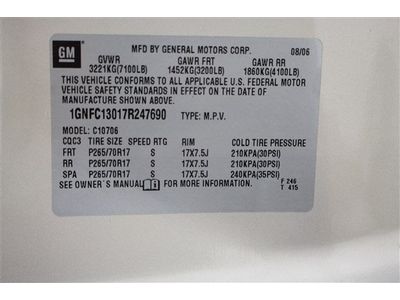 GM
MFD BY GENERAL MOTORS CORP. 08/06
GVWR GAWR FRT GAWR RR
3221KG(7100LB) 1452KG(3200LB) 1860KG(4100LB)
THIS VEHICLE CONFORMS TO ALL APPLICABLE U.S. FEDERAL MOTOR
VEHICLE SAFETY STANDARDS IN EFFECT ON THE DATE OF
MANUFACTURE SHOWN ABOVE.
1GNFC13017R247690 TYPE: M.P.V.
MODEL: C10706
CQC3 TIRE SIZE SPEED RTG RIM COLD TIRE PRESSURE
FRT P265/70R17 S 17X7.5J 210KPA(30PSI)
RR P265/70R17 S 17X7.5J 210KPA(30PSI)
SPA P265/70R17 S 17X7.5J 240KPA(35PSI)
SEE OWNER'S MANUAL FOR MORE INFORMATION. F 246
T 415